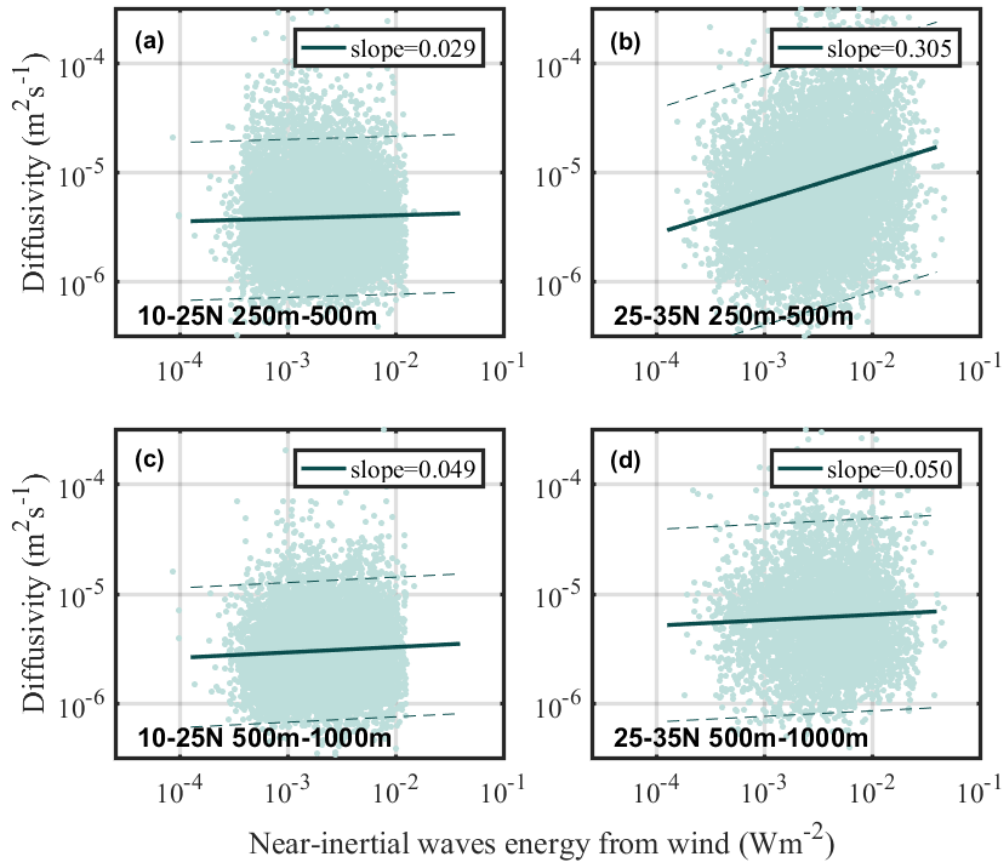 (a)
slope=0.029
(b)
slope=0.305
Diffusivity (m²s⁻¹)
10⁻⁴
10⁻⁵
10⁻⁶
10⁻⁴
10⁻⁵
10⁻⁶
10-25N 250m-500m
25-35N 250m-500m
10⁻⁴
10⁻³
10⁻²
10⁻¹
10⁻⁴
10⁻³
10⁻²
10⁻¹
(c)
slope=0.049
(d)
slope=0.050
Diffusivity (m²s⁻¹)
10⁻⁴
10⁻⁵
10⁻⁶
10⁻⁴
10⁻⁵
10⁻⁶
10-25N 500m-1000m
25-35N 500m-1000m
10⁻⁴
10⁻³
10⁻²
10⁻¹
10⁻⁴
10⁻³
10⁻²
10⁻¹
Near-inertial waves energy from wind (Wm⁻²)